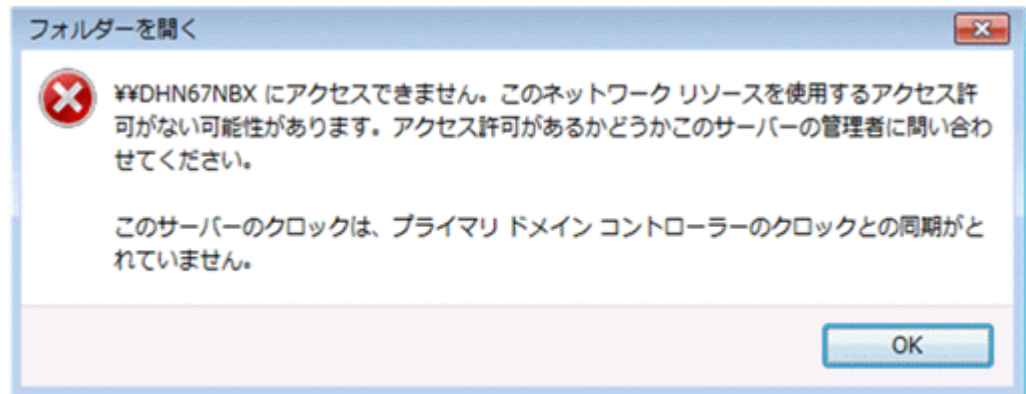 フォルダーを開く
¥¥DHN67NBX にアクセスできません。このネットワーク リソースを使用するアクセス許
可がない可能性があります。アクセス許可があるかどうかこのサーバーの管理者に問い合わ
せてください。
このサーバーのクロックは、プライマリ ドメイン コントローラーのクロックとの同期がと
れていません。
OK